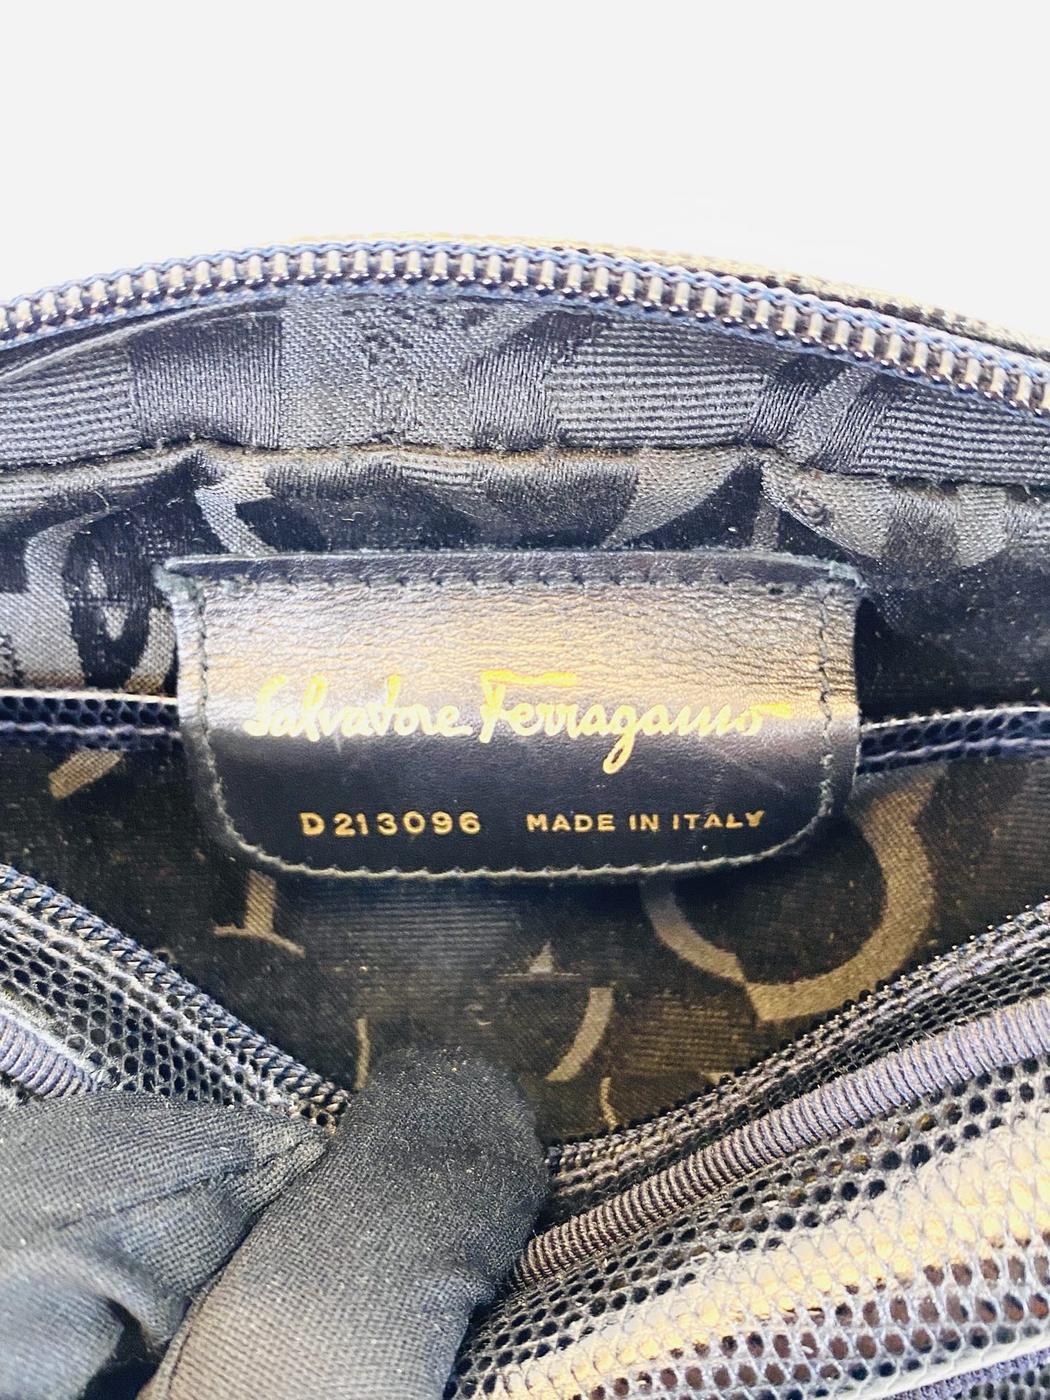 Salvatore Ferragamo
D213096 MADE IN ITALY